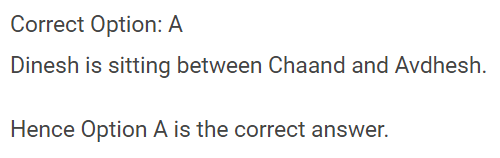 Correct Option: A
Dinesh is sitting between Chaand and Avdhesh.
Hence Option A is the correct answer.